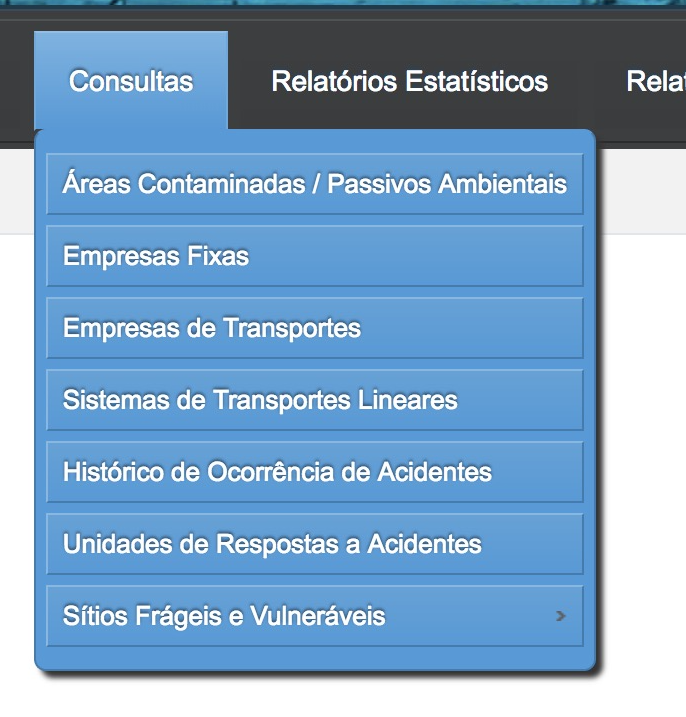 Consultas
Relatórios Estatísticos
Áreas Contaminadas / Passivos Ambientais
Empresas Fixas
Empresas de Transportes
Sistemas de Transportes Lineares
Histórico de Ocorrência de Acidentes
Unidades de Respostas a Acidentes
Sítios Frágeis e Vulneráveis